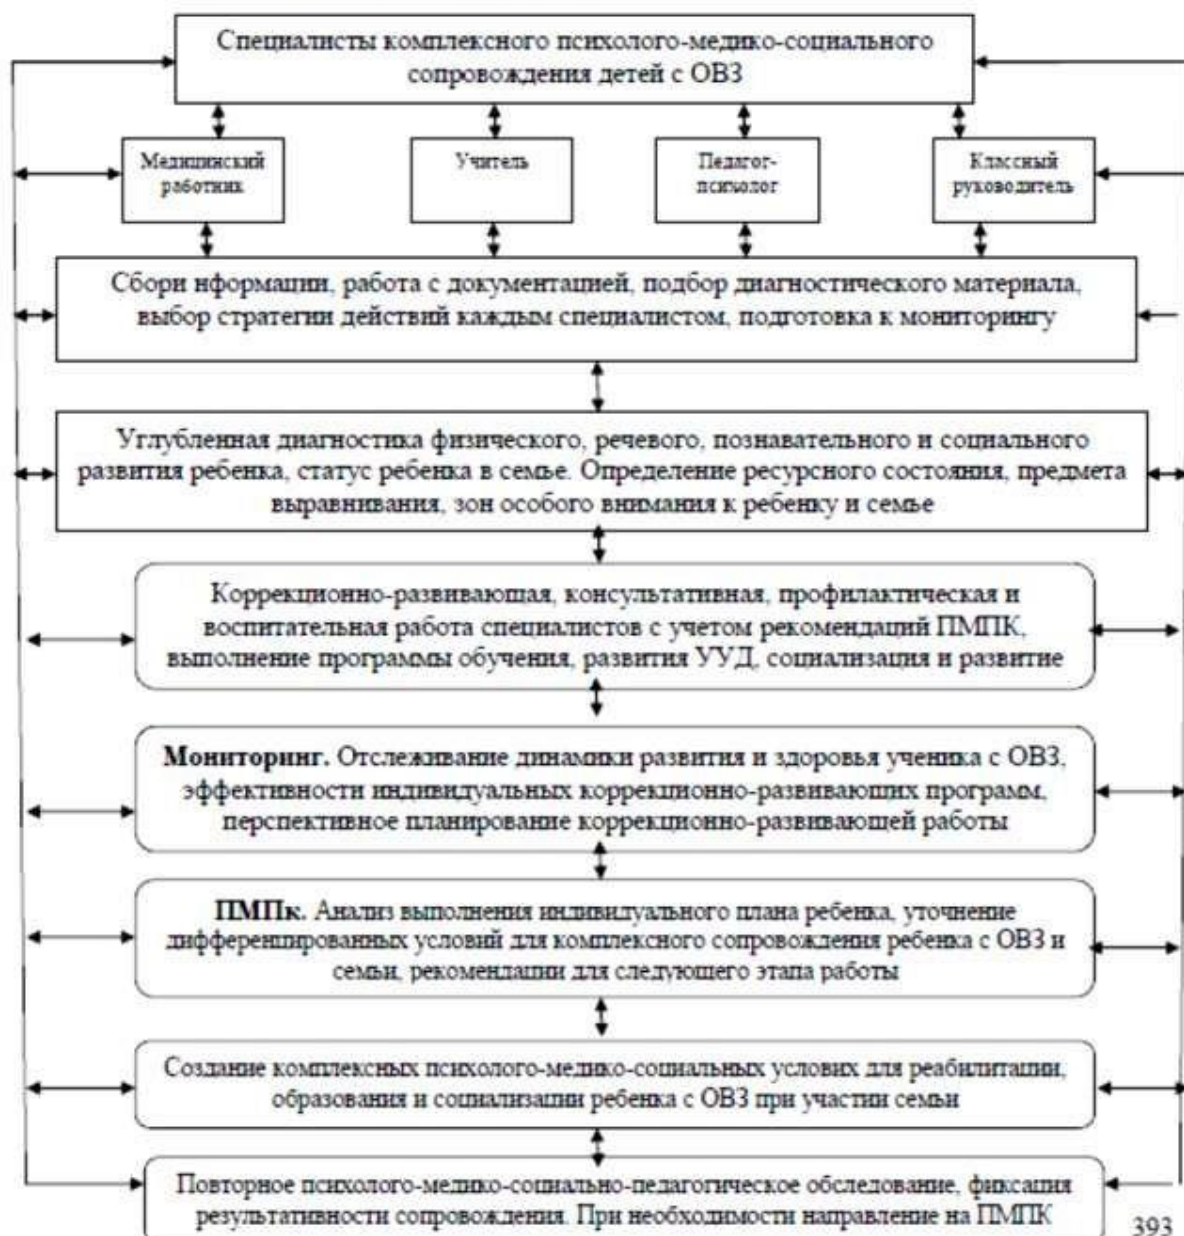 Специалисты комплексного психолого-медико-социального
сопровождения детей с ОВЗ
Медицинский
работник
Учитель
Педагог-
психолог
Классный
руководитель
Сбори нформации, работа с документацией, подбор диагностического материала,
выбор стратегии действий каждым специалистом, подготовка к мониторингу
Углубленная диагностика физического, речевого, познавательного и социального
развития ребенка, статус ребенка в семье. Определение ресурсного состояния, предмета
выравнивания, зон особого внимания к ребенку и семье
Коррекционно-развивающая, консультативная, профилактическая и
воспитательная работа специалистов с учетом рекомендаций ПМПК,
выполнение программы обучения, развития УУД, социализация и развитие
Мониторинг. Отслеживание динамики развития и здоровья ученика с ОВЗ,
эффективности индивидуальных коррекционно-развивающих программ,
перспективное планирование коррекционно-развивающей работы
ПМПк. Анализ выполнения индивидуального плана ребенка, уточнение
дифференцированных условий для комплексного сопровождения ребенка с ОВЗ и
семьи, рекомендации для следующего этапа работы
Создание комплексных психолого-медико-социальных условий для реабилитации,
образования и социализации ребенка с ОВЗ при участии семьи
Повторное психолого-медико-социально-педагогическое обследование, фиксация
результативности сопровождения. При необходимости направление на ПМПК
393